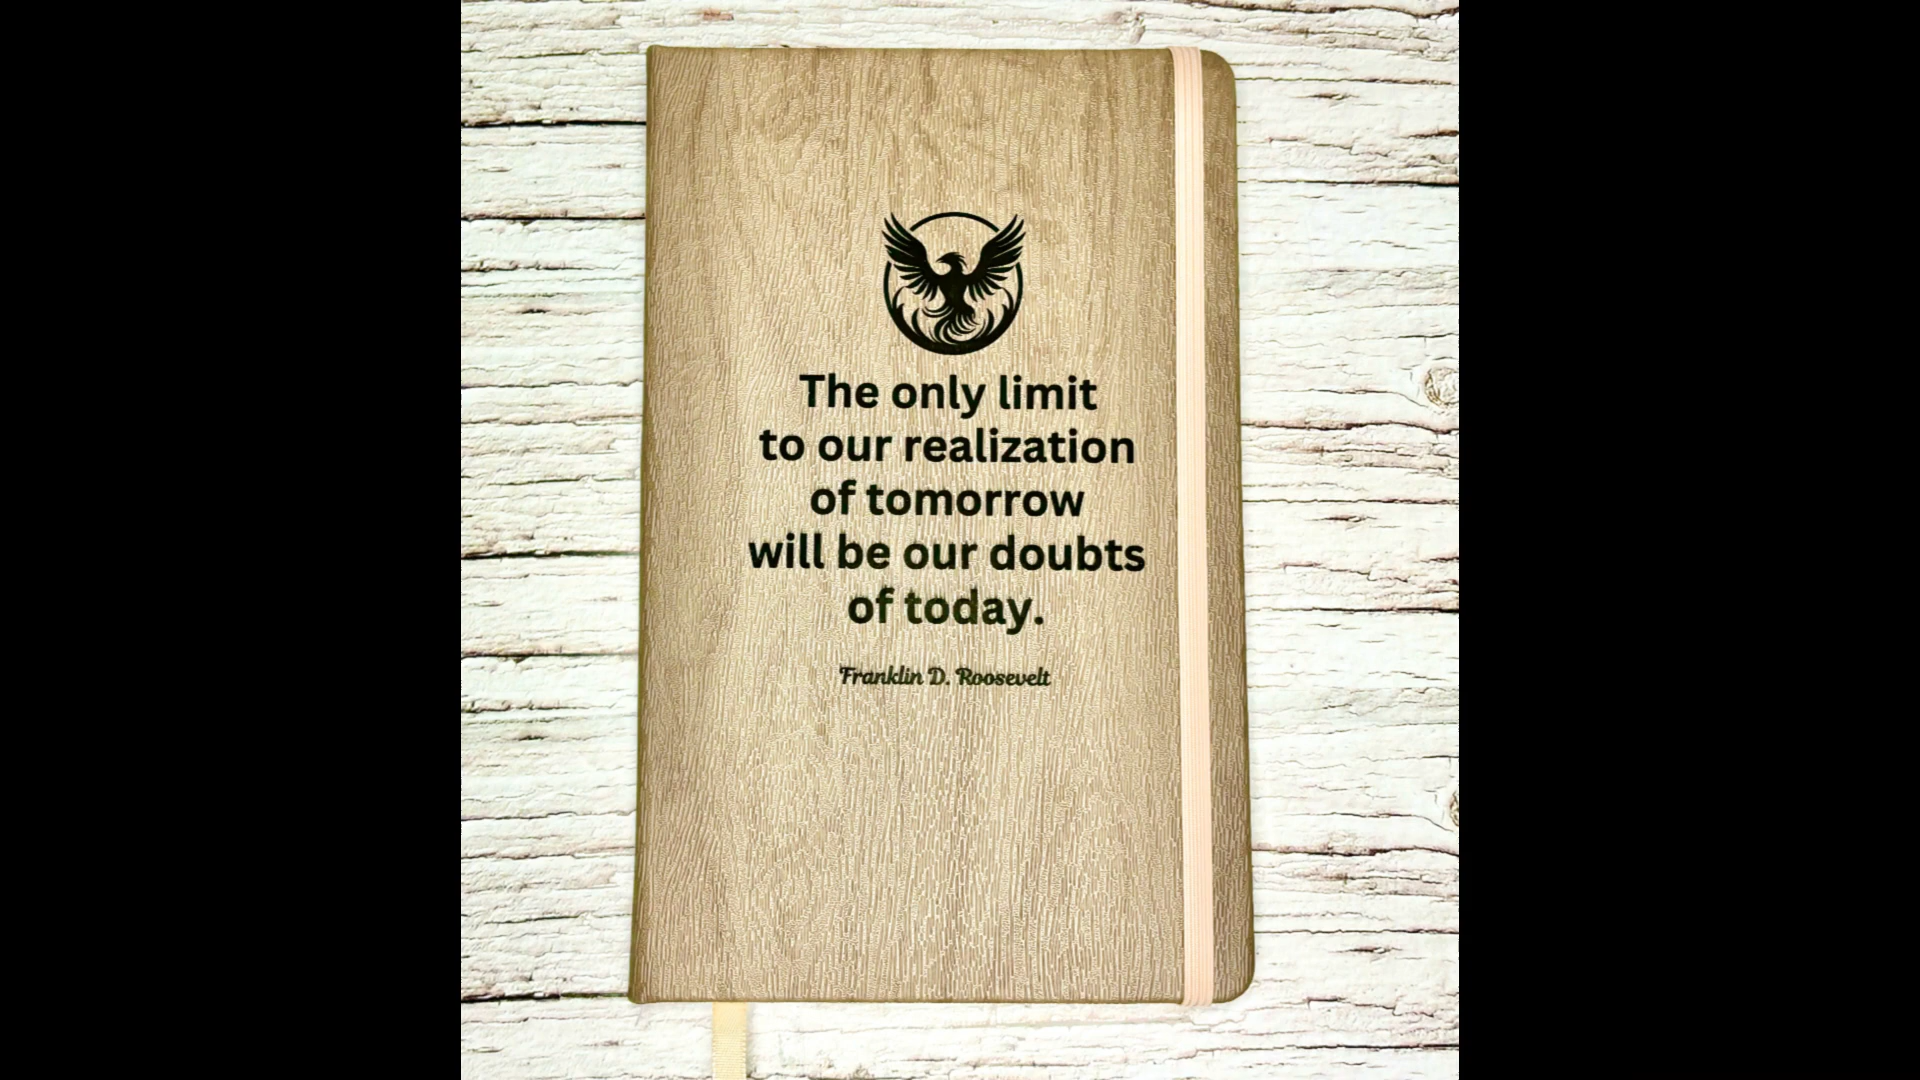 The only limit
to our realization
of tomorrow
will be our doubts
of today.
Franklin D. Roosevelt